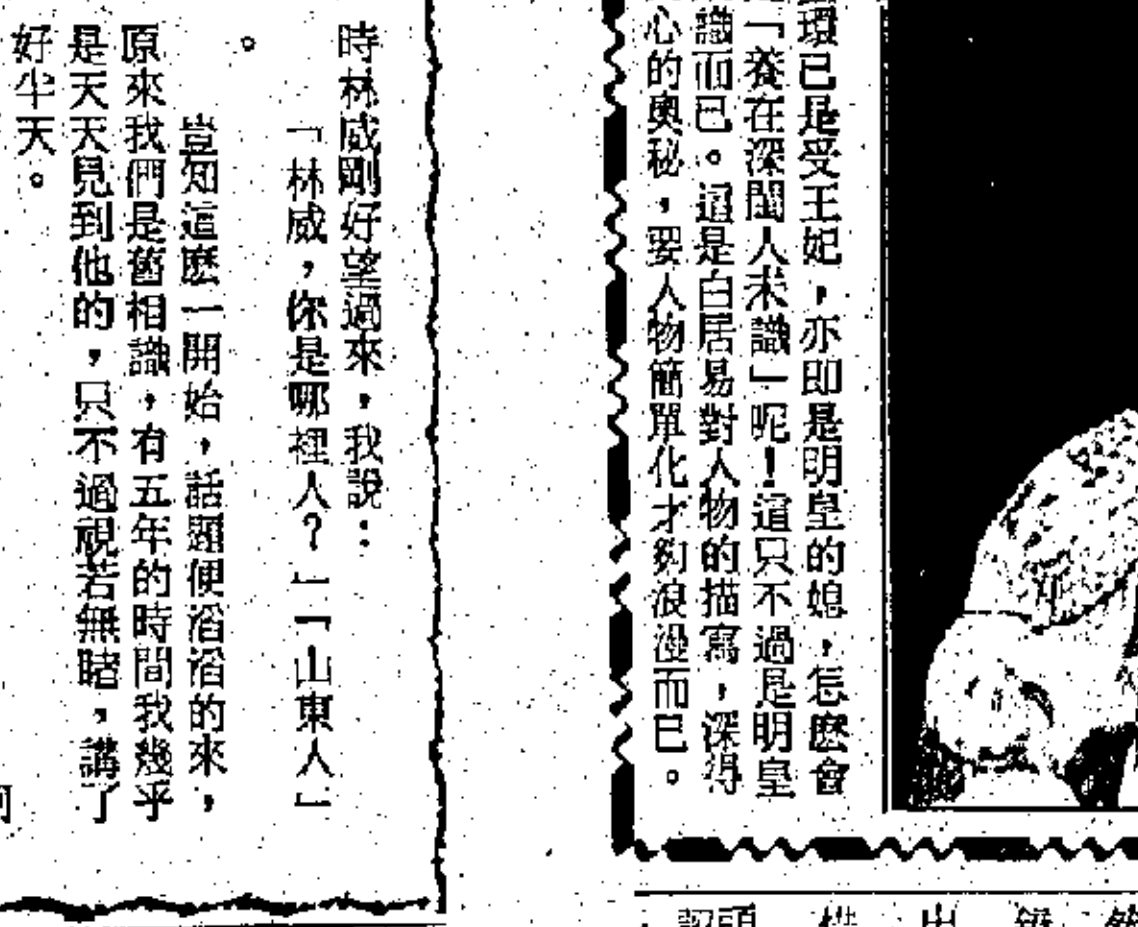 環已是受王妃，亦即是明皇的媳，怎麽會
「養在深閨人未識」呢！這只不過是明皇
識而已。這是白居易對人物的描寫，深得
心的奧秘，要人物簡單化才夠浪漫而已。
時林威剛好望過來，我說：
「林威，你是哪裡人？」「山東人」
。
豈知這麽一開始，話題便滔滔的來，
原來我們是舊相識，有五年的時間我幾乎
是天天見到他的，只不過視若無睹，講了
好半天。